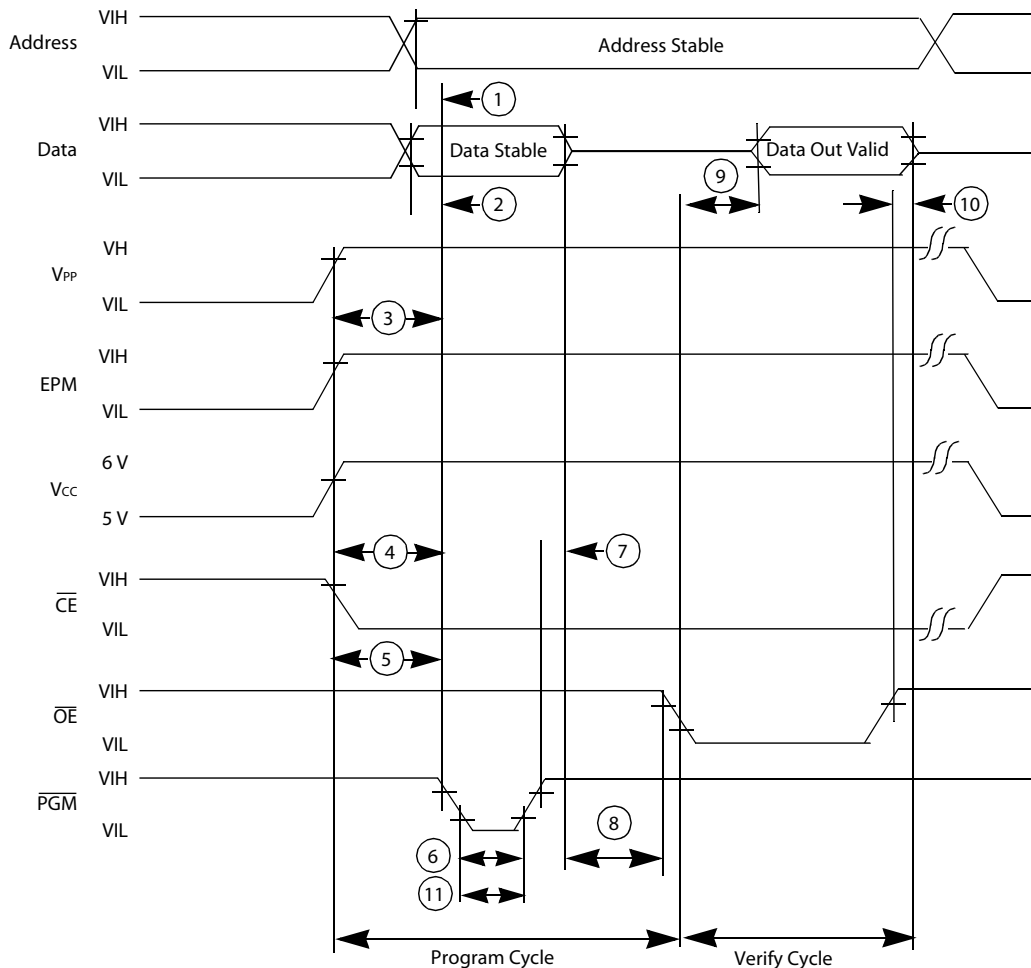 VIH
Address
Address Stable
VIL
1
VIH
Data
Data Stable
Data Out Valid
VIL
9
2
10
VH
VPP
VIL
3
VIH
EPM
VIL
6 V
VCC
5 V
4
7
VIH
CE
VIL
5
VIH
OE
VIL
VIH
PGM
VIL
8
6
11
Program Cycle
Verify Cycle